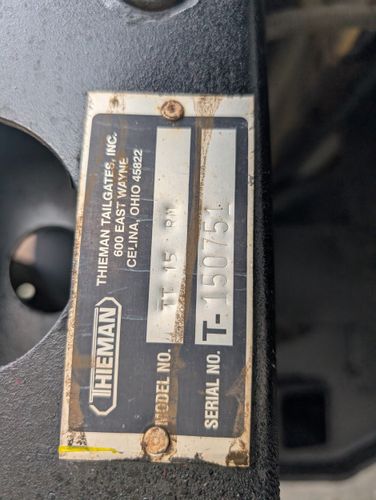 THIEMAN
THIEMAN TAILGATES, INC.
600 EAST WAYNE
CELINA, OHIO 45822
MODEL NO. TT 15 RM
SERIAL NO. T-150751